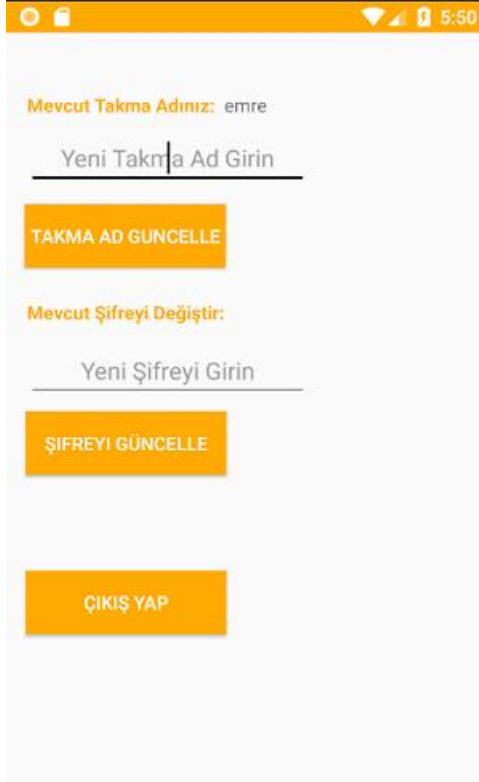 5:50
Mevcut Takma Adınız: emre
Yeni Takma Ad Girin
TAKMA AD GUNCELLE
Mevcut Şifreyi Değiştir:
Yeni Şifreyi Girin
ŞIFREYI GÜNCELLE
ÇIKIŞ YAP